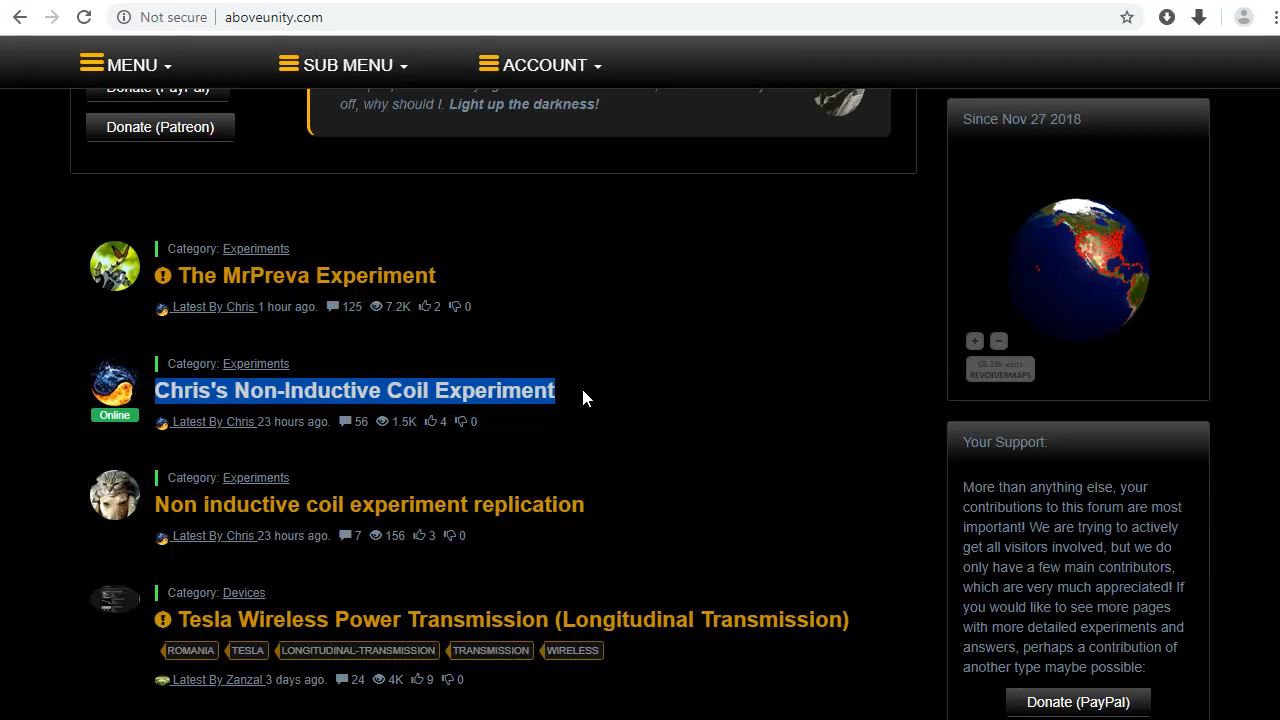 Not secure
aboveunity.com
MENU
SUB MENU
ACCOUNT
Donate (Patreon)
off, why should I. Light up the darkness!
Category: Experiments
The MrPreva Experiment
Latest By Chris 1 hour ago. 125 7.2K 2 0
Category: Experiments
Chris's Non-Inductive Coil Experiment
Online
Latest By Chris 23 hours ago. 56 1.5K 4 0
Category: Experiments
Non inductive coil experiment replication
Latest By Chris 23 hours ago. 7 156 3 0
Category: Devices
Tesla Wireless Power Transmission (Longitudinal Transmission)
ROMANIA TESLA LONGITUDINAL-TRANSMISSION TRANSMISSION WIRELESS
Latest By Zanzal 3 days ago. 24 4K 9 0
Since Nov 27 2018
+ −
68.28k visits
REVOLVERMAPS
Your Support:
More than anything else, your
contributions to this forum are most
important! We are trying to actively
get all visitors involved, but we do
only have a few main contributors,
which are very much appreciated! If
you would like to see more pages
with more detailed experiments and
answers, perhaps a contribution of
another type maybe possible:
Donate (PayPal)